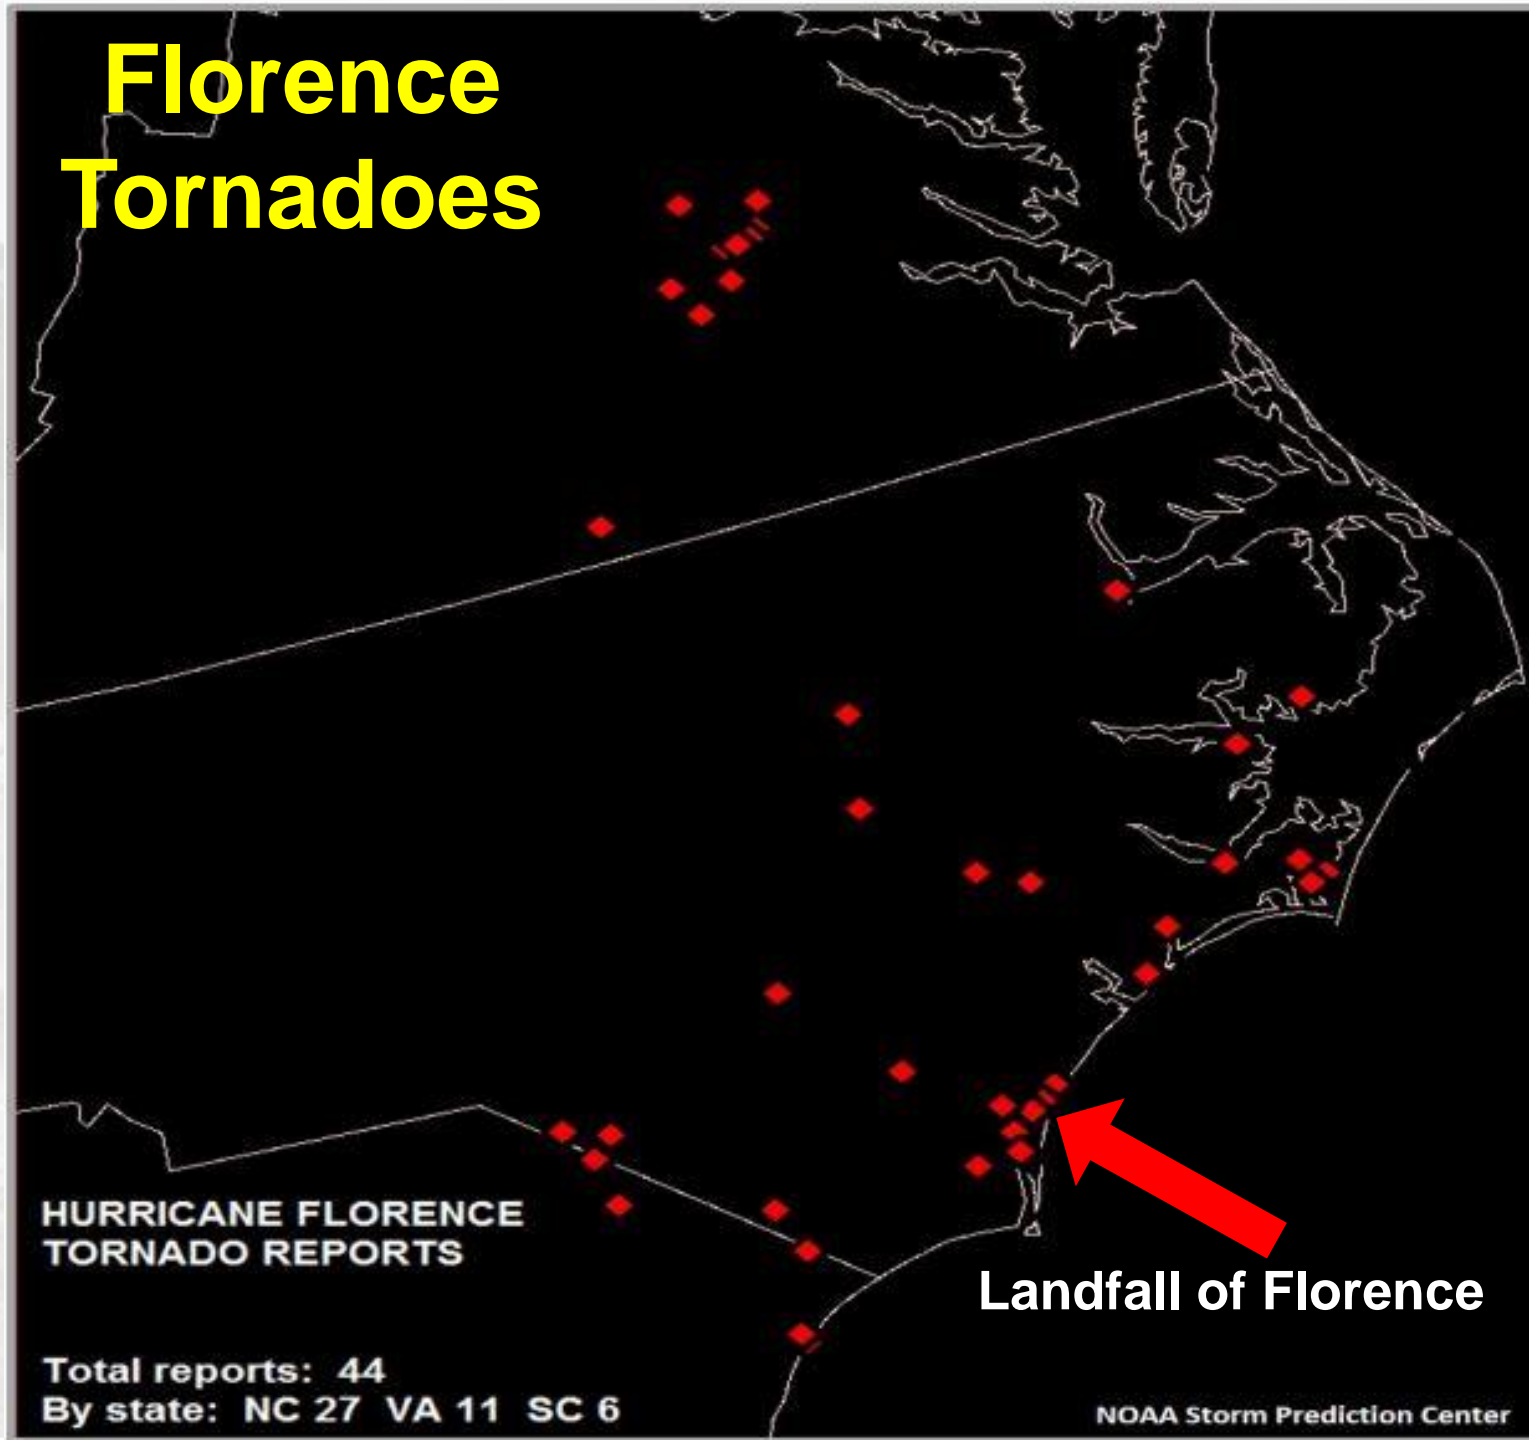 Florence
Tornadoes
HURRICANE FLORENCE
TORNADO REPORTS
Landfall of Florence
Total reports: 44
By state: NC 27 VA 11 SC 6
NOAA Storm Prediction Center